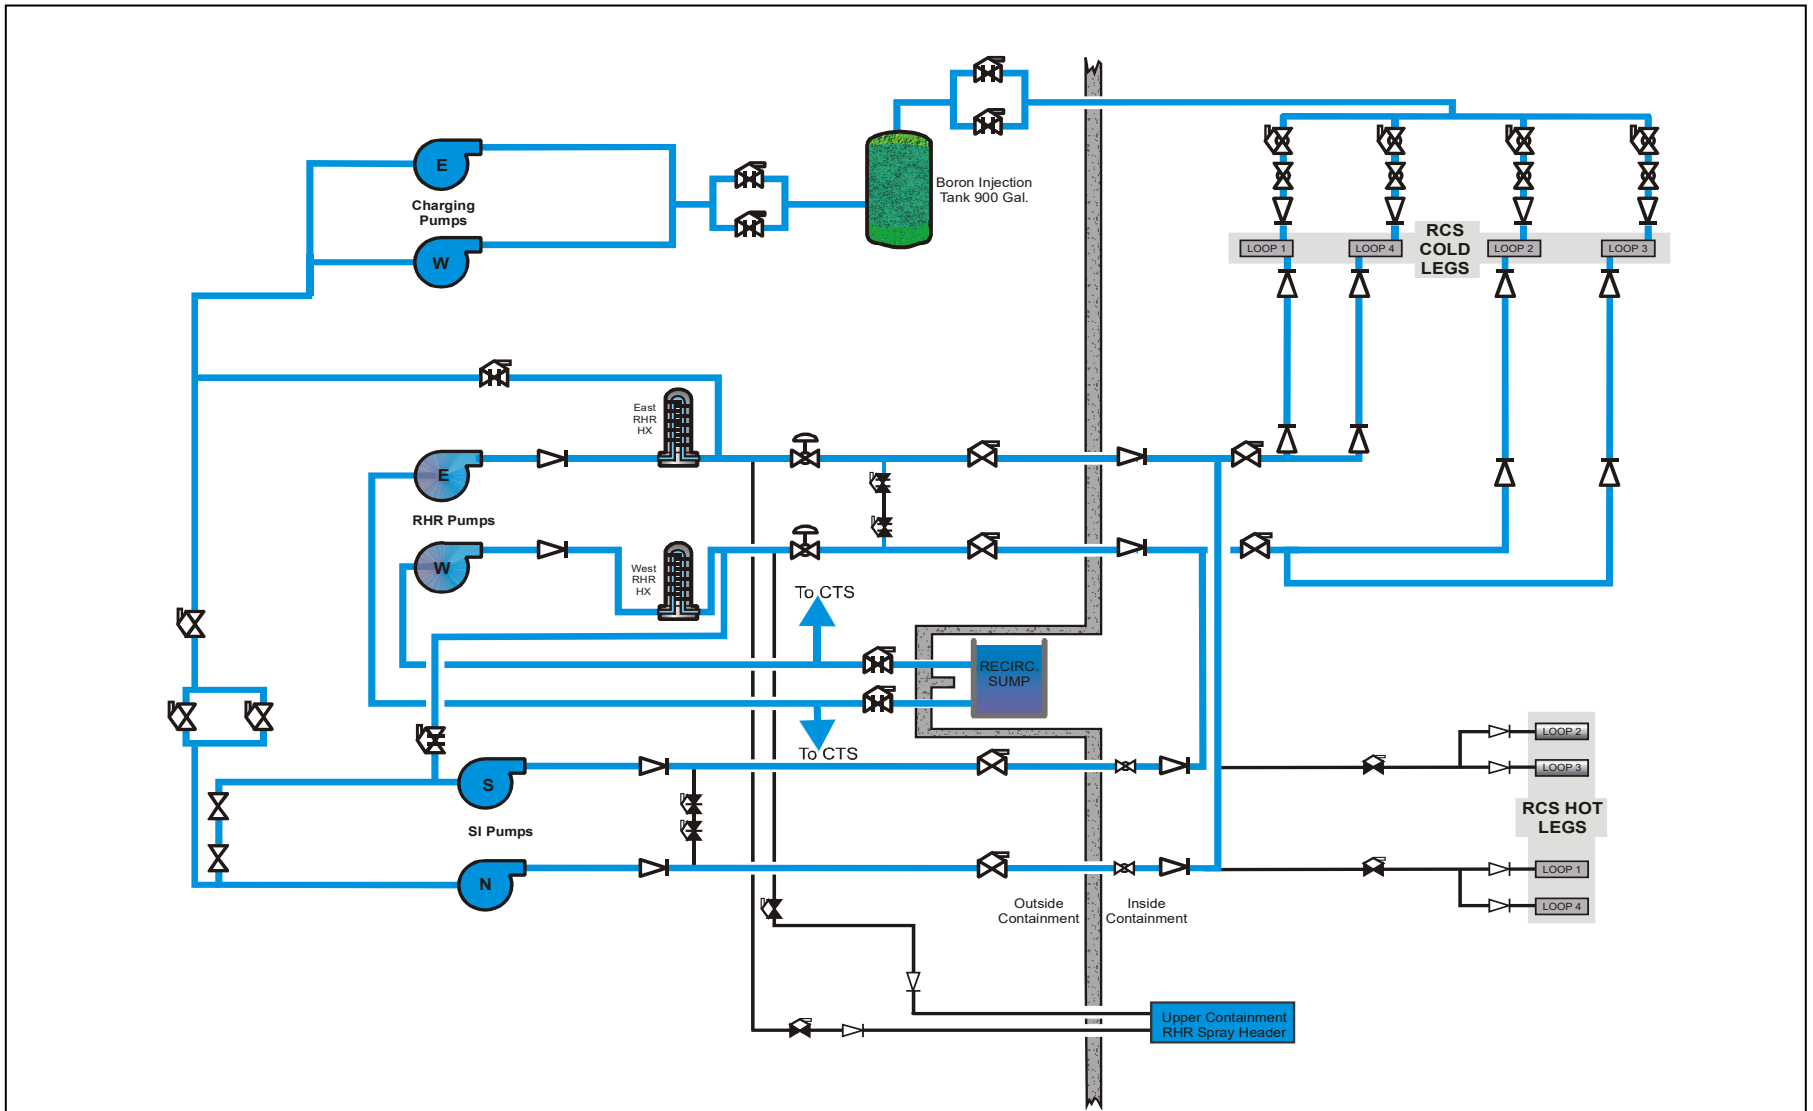 E
Charging
Pumps
W
Boron Injection
Tank 900 Gal.
RCS
COLD
LEGS
LOOP 1
LOOP 4
LOOP 2
LOOP 3
East
RHR
HX
E
RHR Pumps
W
West
RHR
HX
To CTS
RECIRC.
SUMP
To CTS
S
SI Pumps
N
LOOP 2
LOOP 3
RCS HOT
LEGS
LOOP 1
LOOP 4
Outside
Containment
Inside
Containment
Upper Containment
RHR Spray Header